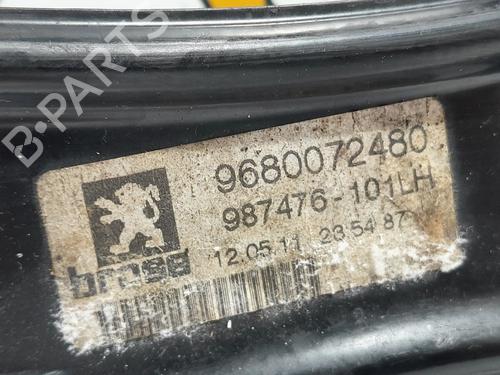 9680072480
987476-101LH
12.05.11 23 54 87
brose
B-PARTS